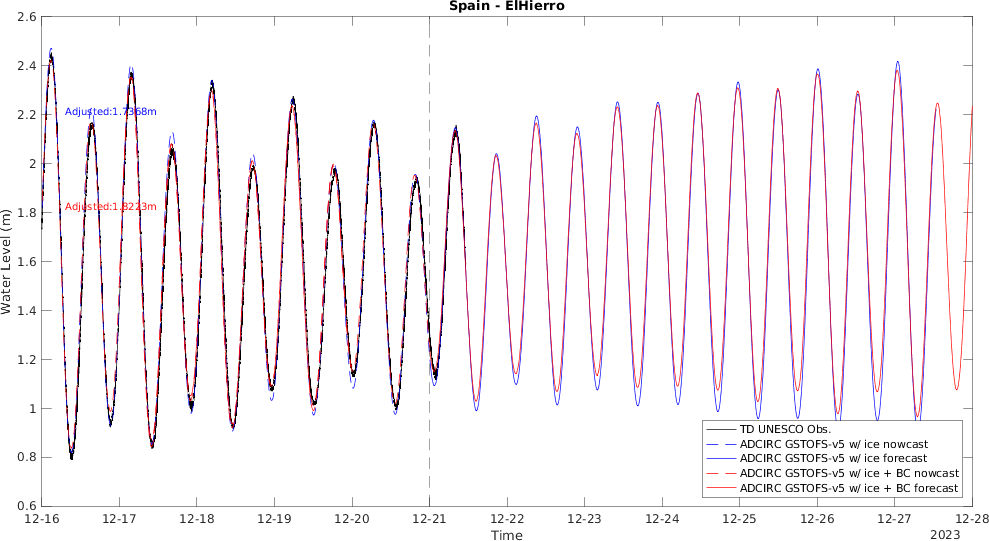 Spain - ElHierro
2.6
2.4
2.2
2
1.8
1.6
1.4
1.2
1
0.8
0.6
Water Level (m)
Adjusted:1.7368m
Adjusted:1.8223m
TD UNESCO Obs.
ADCIRC GSTOFS-v5 w/ ice nowcast
ADCIRC GSTOFS-v5 w/ ice forecast
ADCIRC GSTOFS-v5 w/ ice + BC nowcast
ADCIRC GSTOFS-v5 w/ ice + BC forecast
12-16 12-17 12-18 12-19 12-20 12-21 12-22 12-23 12-24 12-25 12-26 12-27 12-28
Time
2023